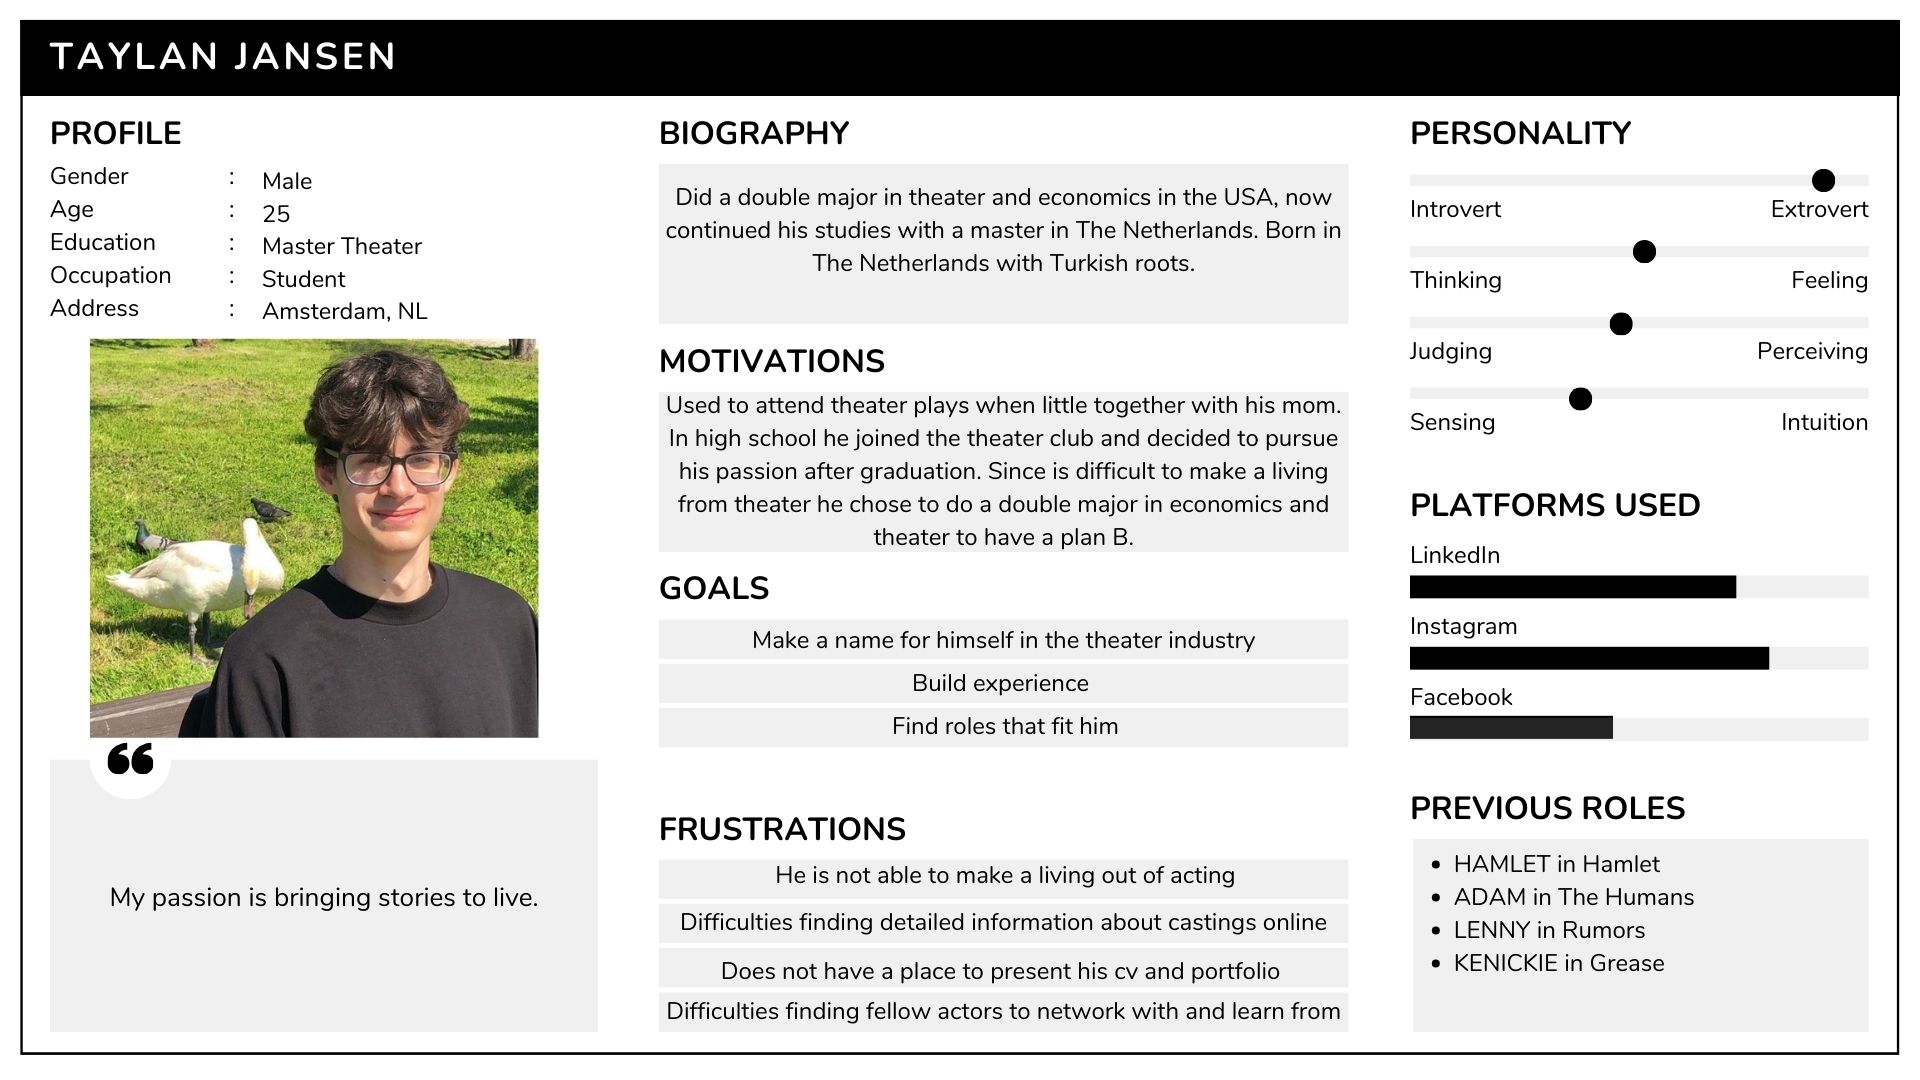 TAYLAN JANSEN
PROFILE
Gender : Male
Age : 25
Education : Master Theater
Occupation : Student
Address : Amsterdam, NL
“
My passion is bringing stories to live.
BIOGRAPHY
Did a double major in theater and economics in the USA, now
continued his studies with a master in The Netherlands. Born in
The Netherlands with Turkish roots.
MOTIVATIONS
Used to attend theater plays when little together with his mom.
In high school he joined the theater club and decided to pursue
his passion after graduation. Since is difficult to make a living
from theater he chose to do a double major in economics and
theater to have a plan B.
GOALS
Make a name for himself in the theater industry
Build experience
Find roles that fit him
FRUSTRATIONS
He is not able to make a living out of acting
Difficulties finding detailed information about castings online
Does not have a place to present his cv and portfolio
Difficulties finding fellow actors to network with and learn from
PERSONALITY
Introvert Extrovert
Thinking Feeling
Judging Perceiving
Sensing Intuition
PLATFORMS USED
LinkedIn
Instagram
Facebook
PREVIOUS ROLES
• HAMLET in Hamlet
• ADAM in The Humans
• LENNY in Rumors
• KENICKIE in Grease